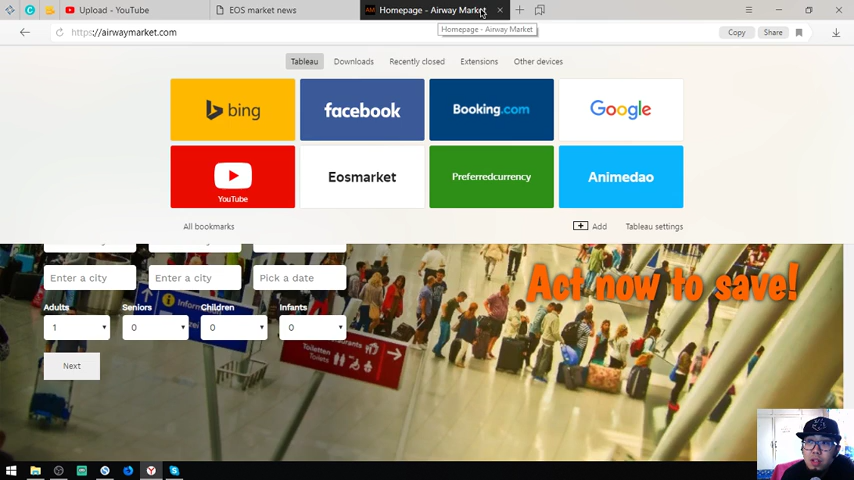 Upload - YouTube
EOS market news
Homepage - Airway Market
https://airwaymarket.com
Homepage - Airway Market
Copy
Share
Tableau
Downloads
Recently closed
Extensions
Other devices
bing
facebook
Booking.com
Google
YouTube
Eosmarket
Preferredcurrency
Animedao
All bookmarks
Add
Tableau settings
Enter a city
Enter a city
Pick a date
Act now to save!
Adults
Seniors
Children
Infants
1
0
0
0
Next
Toiletten
Toilets